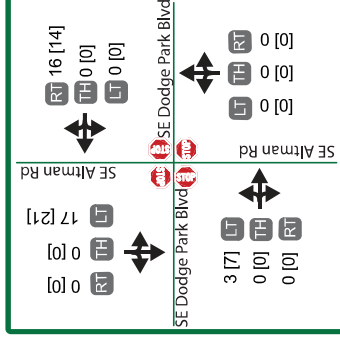 RT 16 [14]
TH 0 [0]
LT 0 [0]
SE Dodge Park Blvd
RT 0 [0]
TH 0 [0]
LT 0 [0]
SE Altman Rd
SE Altman Rd
STOP
STOP
STOP
STOP
LT 17 [21]
TH 0 [0]
RT 0 [0]
SE Dodge Park Blvd
LT 3 [7]
TH 0 [0]
RT 0 [0]